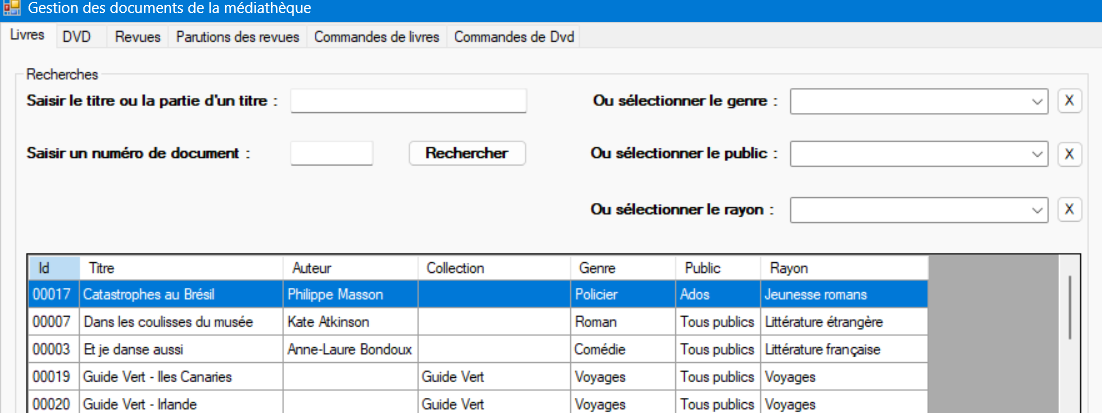 Gestion des documents de la médiathèque
Livres DVD Revues Parutions des revues Commandes de livres Commandes de Dvd
Recherches
Saisir le titre ou la partie d'un titre : Ou sélectionner le genre : X
Saisir un numéro de document : Rechercher Ou sélectionner le public : X
Ou sélectionner le rayon : X
Id Titre Auteur Collection Genre Public Rayon
00017 Catastrophes au Brésil Philippe Masson Policier Ados Jeunesse romans
00007 Dans les coulisses du musée Kate Atkinson Roman Tous publics Littérature étrangère
00003 Et je danse aussi Anne-Laure Bondoux Comédie Tous publics Littérature française
00019 Guide Vert - Iles Canaries Guide Vert Voyages Tous publics Voyages
00020 Guide Vert - Irlande Guide Vert Voyages Tous publics Voyages